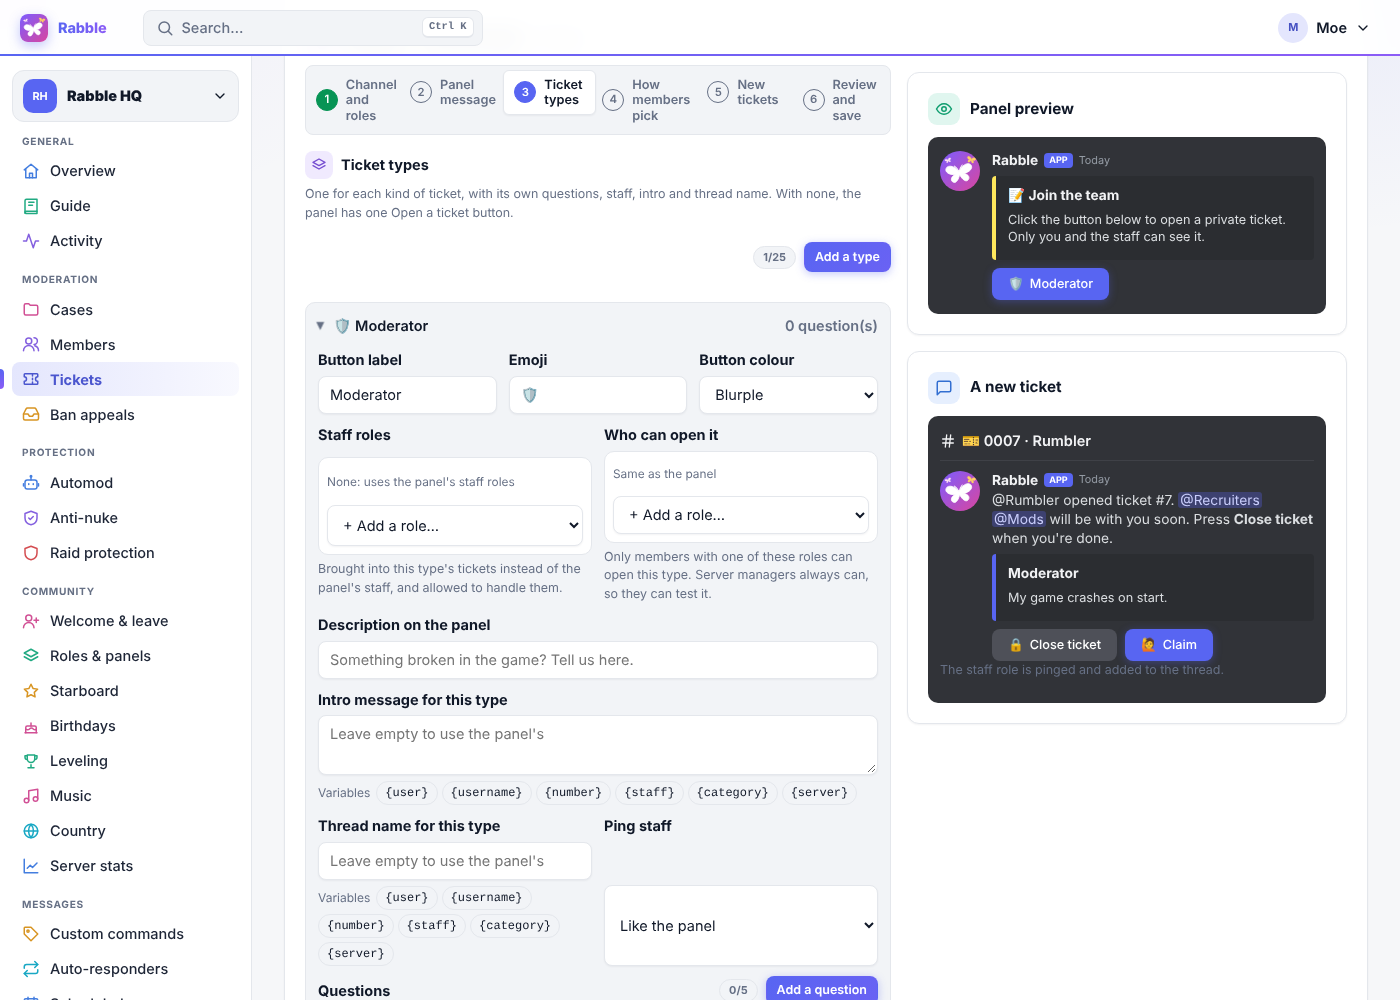 Rabble
Search...
Ctrl K
M
Moe
RH
Rabble HQ
GENERAL
Overview
Guide
Activity
MODERATION
Cases
Members
Tickets
Ban appeals
PROTECTION
Automod
Anti-nuke
Raid protection
COMMUNITY
Welcome & leave
Roles & panels
Starboard
Birthdays
Leveling
Music
Country
Server stats
MESSAGES
Custom commands
Auto-responders
1 Channel and roles
2 Panel message
3 Ticket types
4 How members pick
5 New tickets
6 Review and save
Ticket types
One for each kind of ticket, with its own questions, staff, intro and thread name. With none, the
panel has one Open a ticket button.
1/25
Add a type
▼ 🛡️ Moderator
0 question(s)
Button label
Emoji
Button colour
Moderator
🛡️
Blurple
Staff roles
Who can open it
None: uses the panel's staff roles
+ Add a role...
Brought into this type's tickets instead of the
panel's staff, and allowed to handle them.
Same as the panel
+ Add a role...
Only members with one of these roles can
open this type. Server managers always can,
so they can test it.
Description on the panel
Something broken in the game? Tell us here.
Intro message for this type
Leave empty to use the panel's
Variables {user} {username} {number} {staff} {category} {server}
Thread name for this type
Leave empty to use the panel's
Variables {user} {username}
{number} {staff} {category}
{server}
Ping staff
Like the panel
Questions
0/5
Add a question
Panel preview
Rabble APP Today
📝 Join the team
Click the button below to open a private ticket.
Only you and the staff can see it.
🛡️ Moderator
A new ticket
# 🎫 0007 · Rumbler
Rabble APP Today
@Rumbler opened ticket #7. @Recruiters
@Mods will be with you soon. Press Close ticket
when you're done.
Moderator
My game crashes on start.
🔒 Close ticket
🙋 Claim
The staff role is pinged and added to the thread.